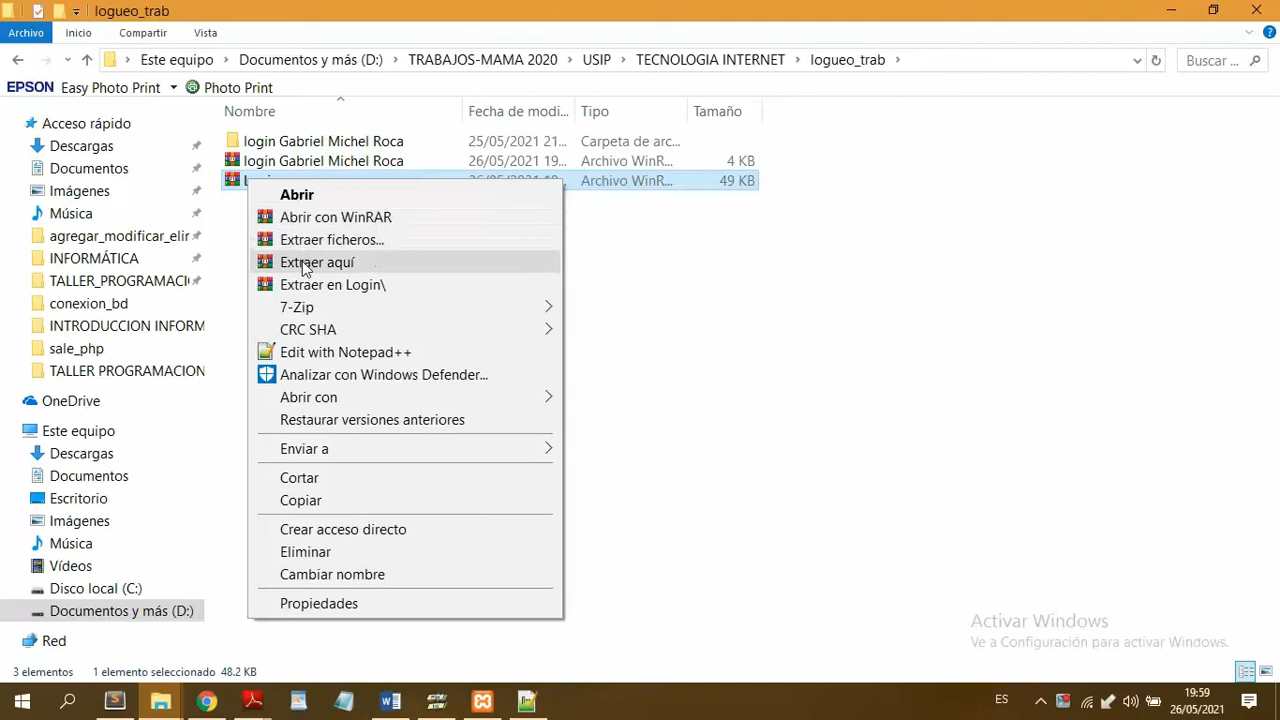 logueo_trab
Archivo Inicio Compartir Vista
Este equipo Documentos y más (D:) TRABAJOS-MAMA 2020 USIP TECNOLOGIA INTERNET logueo_trab Buscar ...
EPSON Easy Photo Print Photo Print
Nombre Fecha de modi... Tipo Tamaño
login Gabriel Michel Roca 25/05/2021 21... Carpeta de arc...
login Gabriel Michel Roca 26/05/2021 19... Archivo WinR... 4 KB
Archivo WinR... 49 KB
Acceso rápido
Descargas
Documentos
Imágenes
Música
agregar_modificar_elir
INFORMÁTICA
TALLER_PROGRAMACI
conexion_bd
INTRODUCCION INFORM
sale_php
TALLER PROGRAMACION
OneDrive
Este equipo
Descargas
Documentos
Escritorio
Imágenes
Música
Vídeos
Disco local (C:)
Documentos y más (D:)
Red
Abrir
Abrir con WinRAR
Extraer ficheros...
Extraer aquí
Extraer en Login\
7-Zip
CRC SHA
Edit with Notepad++
Analizar con Windows Defender...
Abrir con
Restaurar versiones anteriores
Enviar a
Cortar
Copiar
Crear acceso directo
Eliminar
Cambiar nombre
Propiedades
Activar Windows
Ve a Configuración para activar Windows.
3 elementos 1 elemento seleccionado 48.2 KB
ES 19:59
26/05/2021